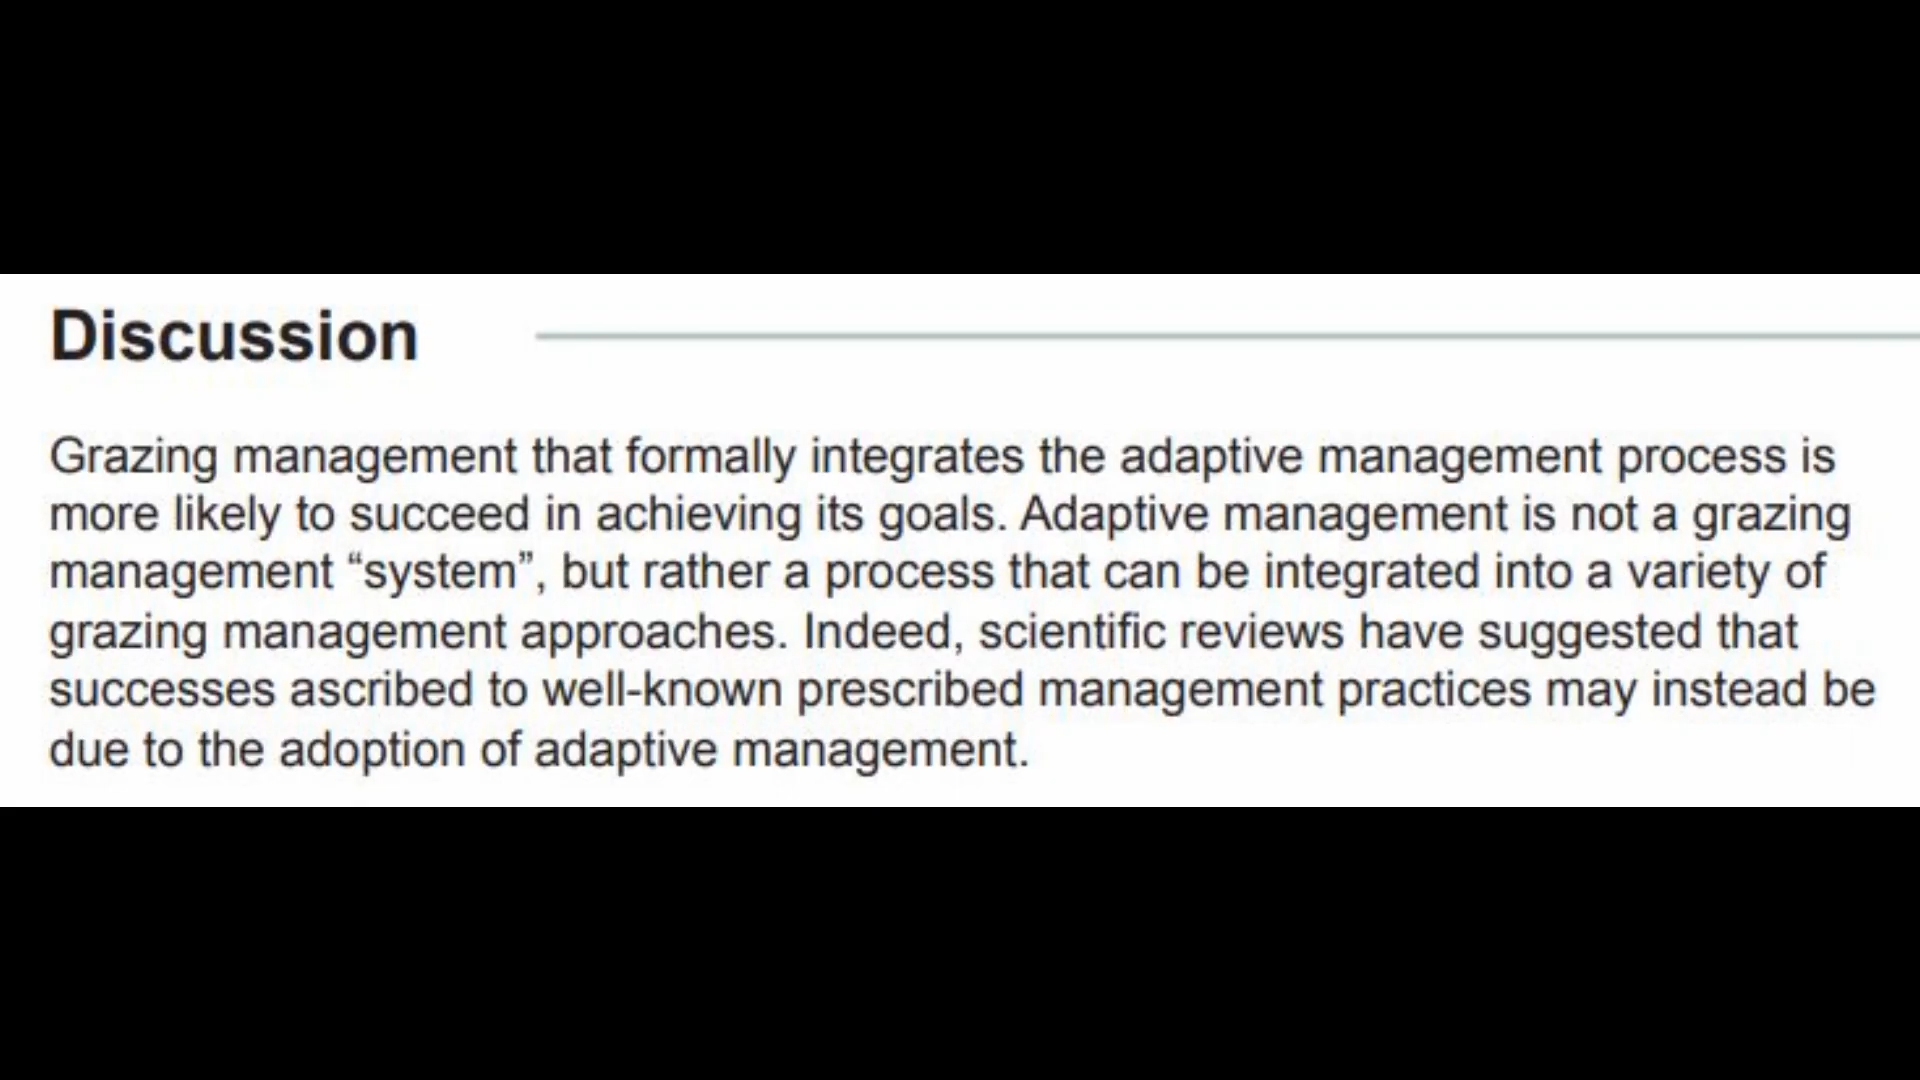 Discussion
Grazing management that formally integrates the adaptive management process is
more likely to succeed in achieving its goals. Adaptive management is not a grazing
management “system”, but rather a process that can be integrated into a variety of
grazing management approaches. Indeed, scientific reviews have suggested that
successes ascribed to well-known prescribed management practices may instead be
due to the adoption of adaptive management.